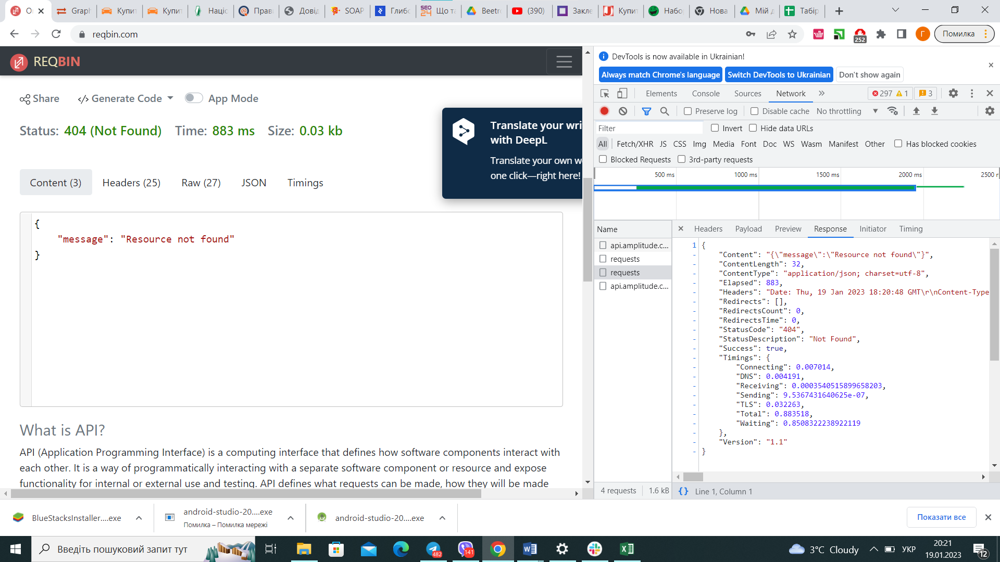 Graph
Купит
Купит
Націс
Прав
Довід
SOAP
Глибо
Що та
Beetr
(390)
Закле
Купит
Набо
Нова
Мій д
Табір
reqbin.com
252
Г
Помилка
REQBIN
Share
</> Generate Code
App Mode
Status: 404 (Not Found) Time: 883 ms Size: 0.03 kb
Translate your wri
with DeepL
Translate your own w
one click—right here!
Content (3)
Headers (25)
Raw (27)
JSON
Timings
{
"message": "Resource not found"
}
What is API?
API (Application Programming Interface) is a computing interface that defines how software components interact with
each other. It is a way of programmatically interacting with a separate software component or resource and expose
functionality for internal or external use and testing. API defines what requests can be made, how they will be made
DevTools is now available in Ukrainian!
Always match Chrome's language
Switch DevTools to Ukrainian
Don't show again
Elements
Console
Sources
Network
297
1
3
Preserve log
Disable cache
No throttling
Filter
Invert
Hide data URLs
All
Fetch/XHR JS CSS Img Media Font Doc WS Wasm Manifest Other
Has blocked cookies
Blocked Requests
3rd-party requests
500 ms
1000 ms
1500 ms
2000 ms
2500 r
Name
api.amplitude.c...
requests
requests
api.amplitude.c...
4 requests
1.6 kB
Headers
Payload
Preview
Response
Initiator
Timing
1 {
- "Content": "{\"message\":\"Resource not found\"}",
- "ContentLength": 32,
- "ContentType": "application/json; charset=utf-8",
- "Elapsed": 883,
- "Headers": "Date: Thu, 19 Jan 2023 18:20:48 GMT\r\nContent-Type
- "Redirects": [],
- "RedirectsCount": 0,
- "RedirectsTime": 0,
- "StatusCode": "404",
- "StatusDescription": "Not Found",
- "Success": true,
- "Timings": {
- "Connecting": 0.007014,
- "DNS": 0.004191,
- "Receiving": 0.0003540515899658203,
- "Sending": 9.5367431640625e-07,
- "TLS": 0.032263,
- "Total": 0.883518,
- "Waiting": 0.8508322238922119
- },
- "Version": "1.1"
- }
{} Line 1, Column 1
BlueStacksInstaller....exe
android-studio-20....exe
Помилка – Помилка мережі
android-studio-20....exe
Показати все
Введіть пошуковий запит тут
482
141
3°C Cloudy
УКР
20:21
19.01.2023
12